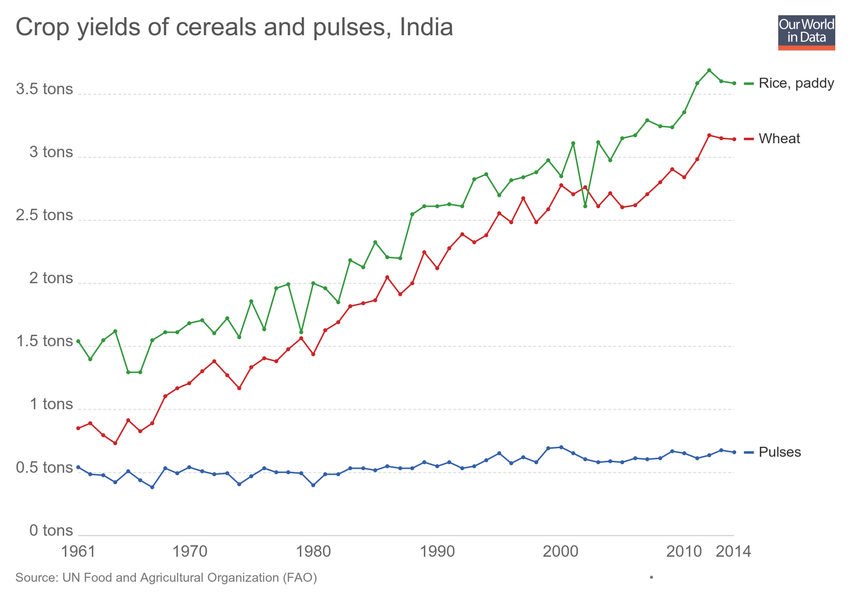 Crop yields of cereals and pulses, India
Our World
in Data
3.5 tons
3 tons
2.5 tons
2 tons
1.5 tons
1 tons
0.5 tons
0 tons
Rice, paddy
Wheat
Pulses
1961 1970 1980 1990 2000 2010 2014
Source: UN Food and Agricultural Organization (FAO)